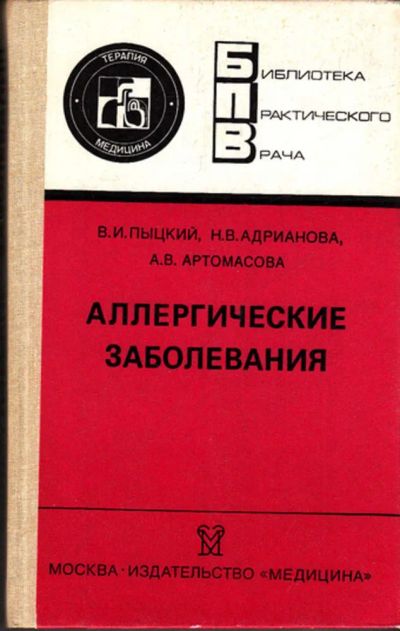 ТЕРАПИЯ
МЕДИЦИНА
БИБЛИОТЕКА
ПРАКТИЧЕСКОГО
ВРАЧА
В.И.ПЫЦКИЙ, Н.В.АДРИАНОВА,
А.В. АРТОМАСОВА
АЛЛЕРГИЧЕСКИЕ
ЗАБОЛЕВАНИЯ
МОСКВА · ИЗДАТЕЛЬСТВО «МЕДИЦИНА»